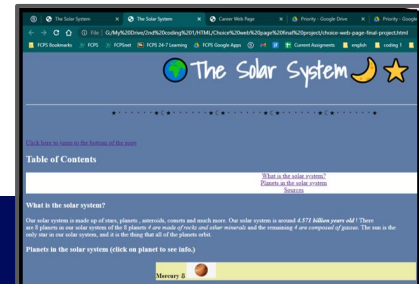 The Solar System
The Solar System
Career Web Page
Priority - Google Drive
Priority - Google
File | G:/My%20Drive/2nd%20coding%201/HTML/Choice%20web%20page%20final%20project/choice-web-page-final-project.html
FCPS Bookmarks
FCPS
FCPSnet
FCPS 24-7 Learning
FCPS Google Apps
Current Assigments
english
coding 1
The Solar System
Click here to jump to the bottom of the page
Table of Contents
What is the solar system?
Planets in the solar system
Sources
What is the solar system?
Our solar system is made up of stars, planets , asteroids, comets and much more. Our solar system is around 4.571 billion years old ! There
are 8 planets in our solar system of the 8 planets 4 are made of rocks and other minerals and the remaining 4 are composed of gasses. The sun is the
only star in our solar system, and it is the thing that all of the planets orbit.
Planets in the solar system (click on planet to see info.)
Mercury